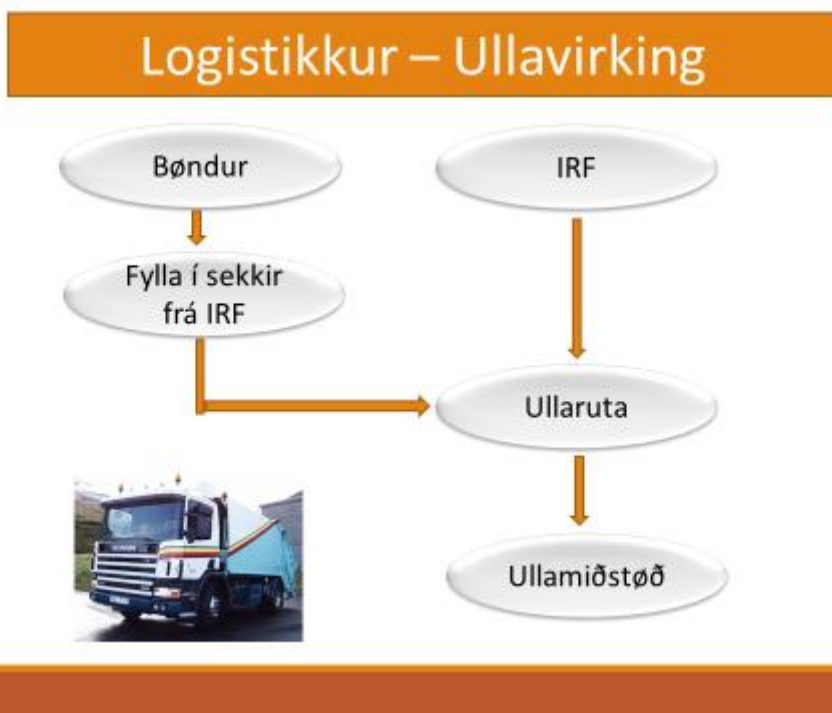 Logistikkur – Ullavirking
Bøndur
IRF
Fylla í sekkir
frá IRF
Ullaruta
Ullamiðstøð